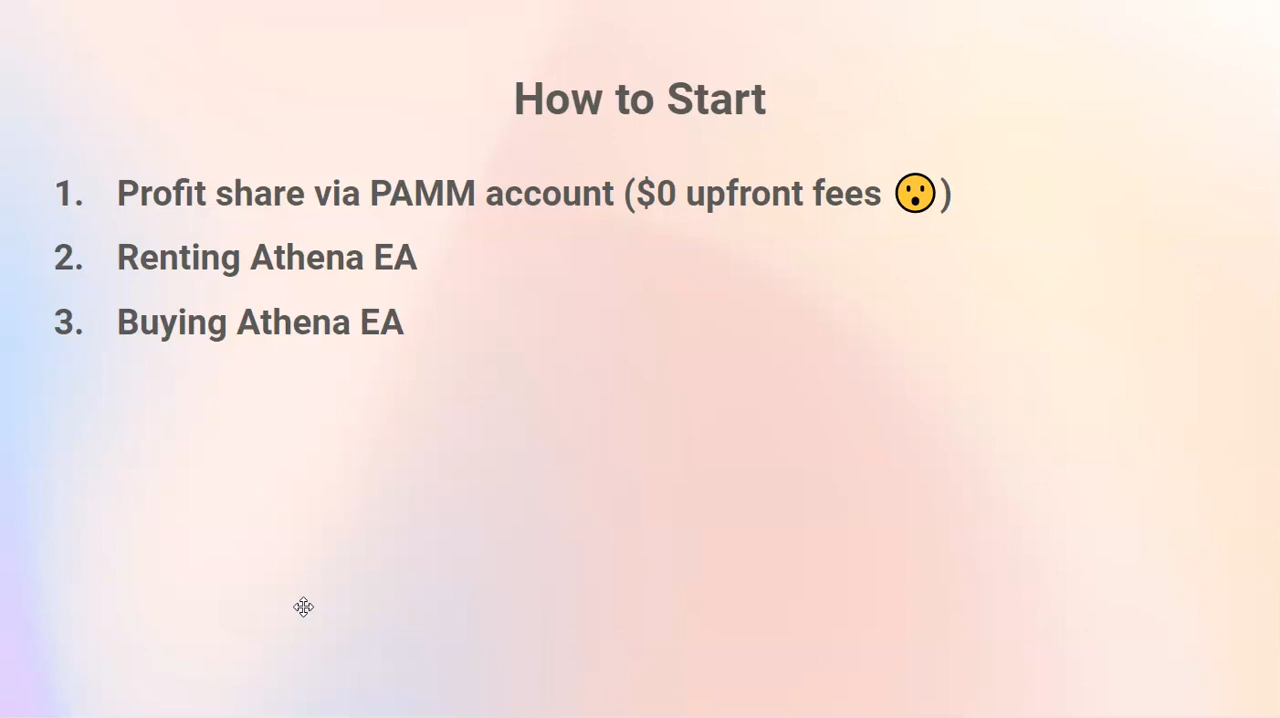 How to Start
1. Profit share via PAMM account ($0 upfront fees 😮)
2. Renting Athena EA
3. Buying Athena EA